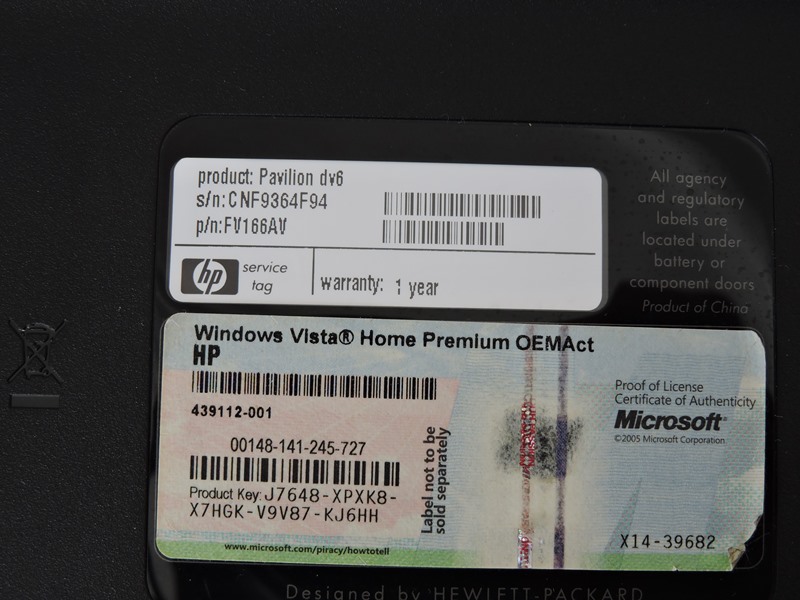 product: Pavilion dv6
s/n:CNF9364F94
p/n:FV166AV
hp service
tag
warranty: 1 year
All agency
and regulatory
labels are
located under
battery or
component doors
Product of China
Windows Vista® Home Premium OEMAct
HP
439112-001
00148-141-245-727
Product Key: J7648-XPXK8-
X7HGK-V9V87-KJ6HH
Label not to be
sold separately
www.microsoft.com/piracy/howtotell
Proof of License
Certificate of Authenticity
Microsoft®
©2005 Microsoft Corporation
X14-39682
Designed by HEWLETT-PACKARD